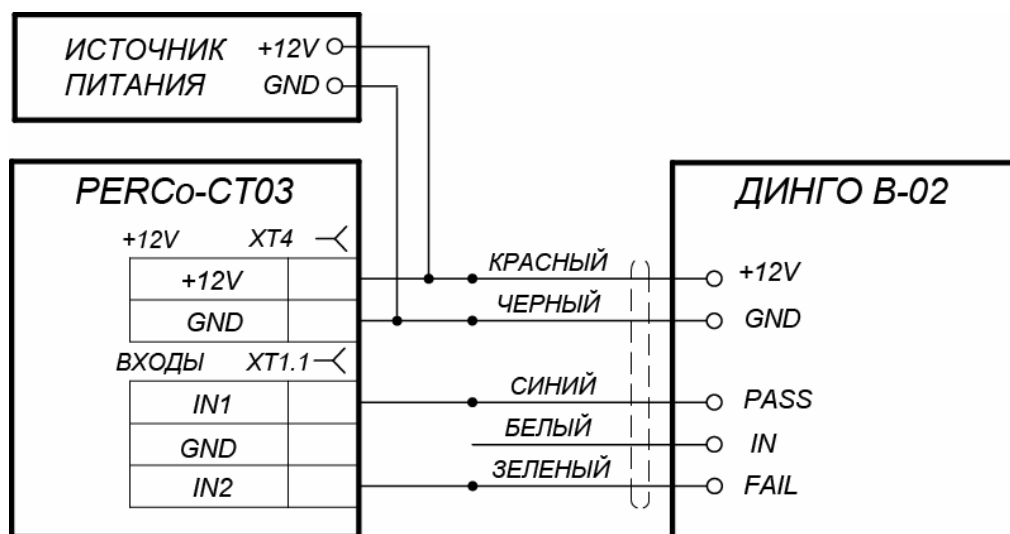 ИСТОЧНИК +12V
ПИТАНИЯ GND
PERCo-CT03
+12V XT4
+12V
GND
ВХОДЫ XT1.1
IN1
GND
IN2
КРАСНЫЙ
ЧЕРНЫЙ
СИНИЙ
БЕЛЫЙ
ЗЕЛЕНЫЙ
ДИНГО В-02
+12V
GND
PASS
IN
FAIL